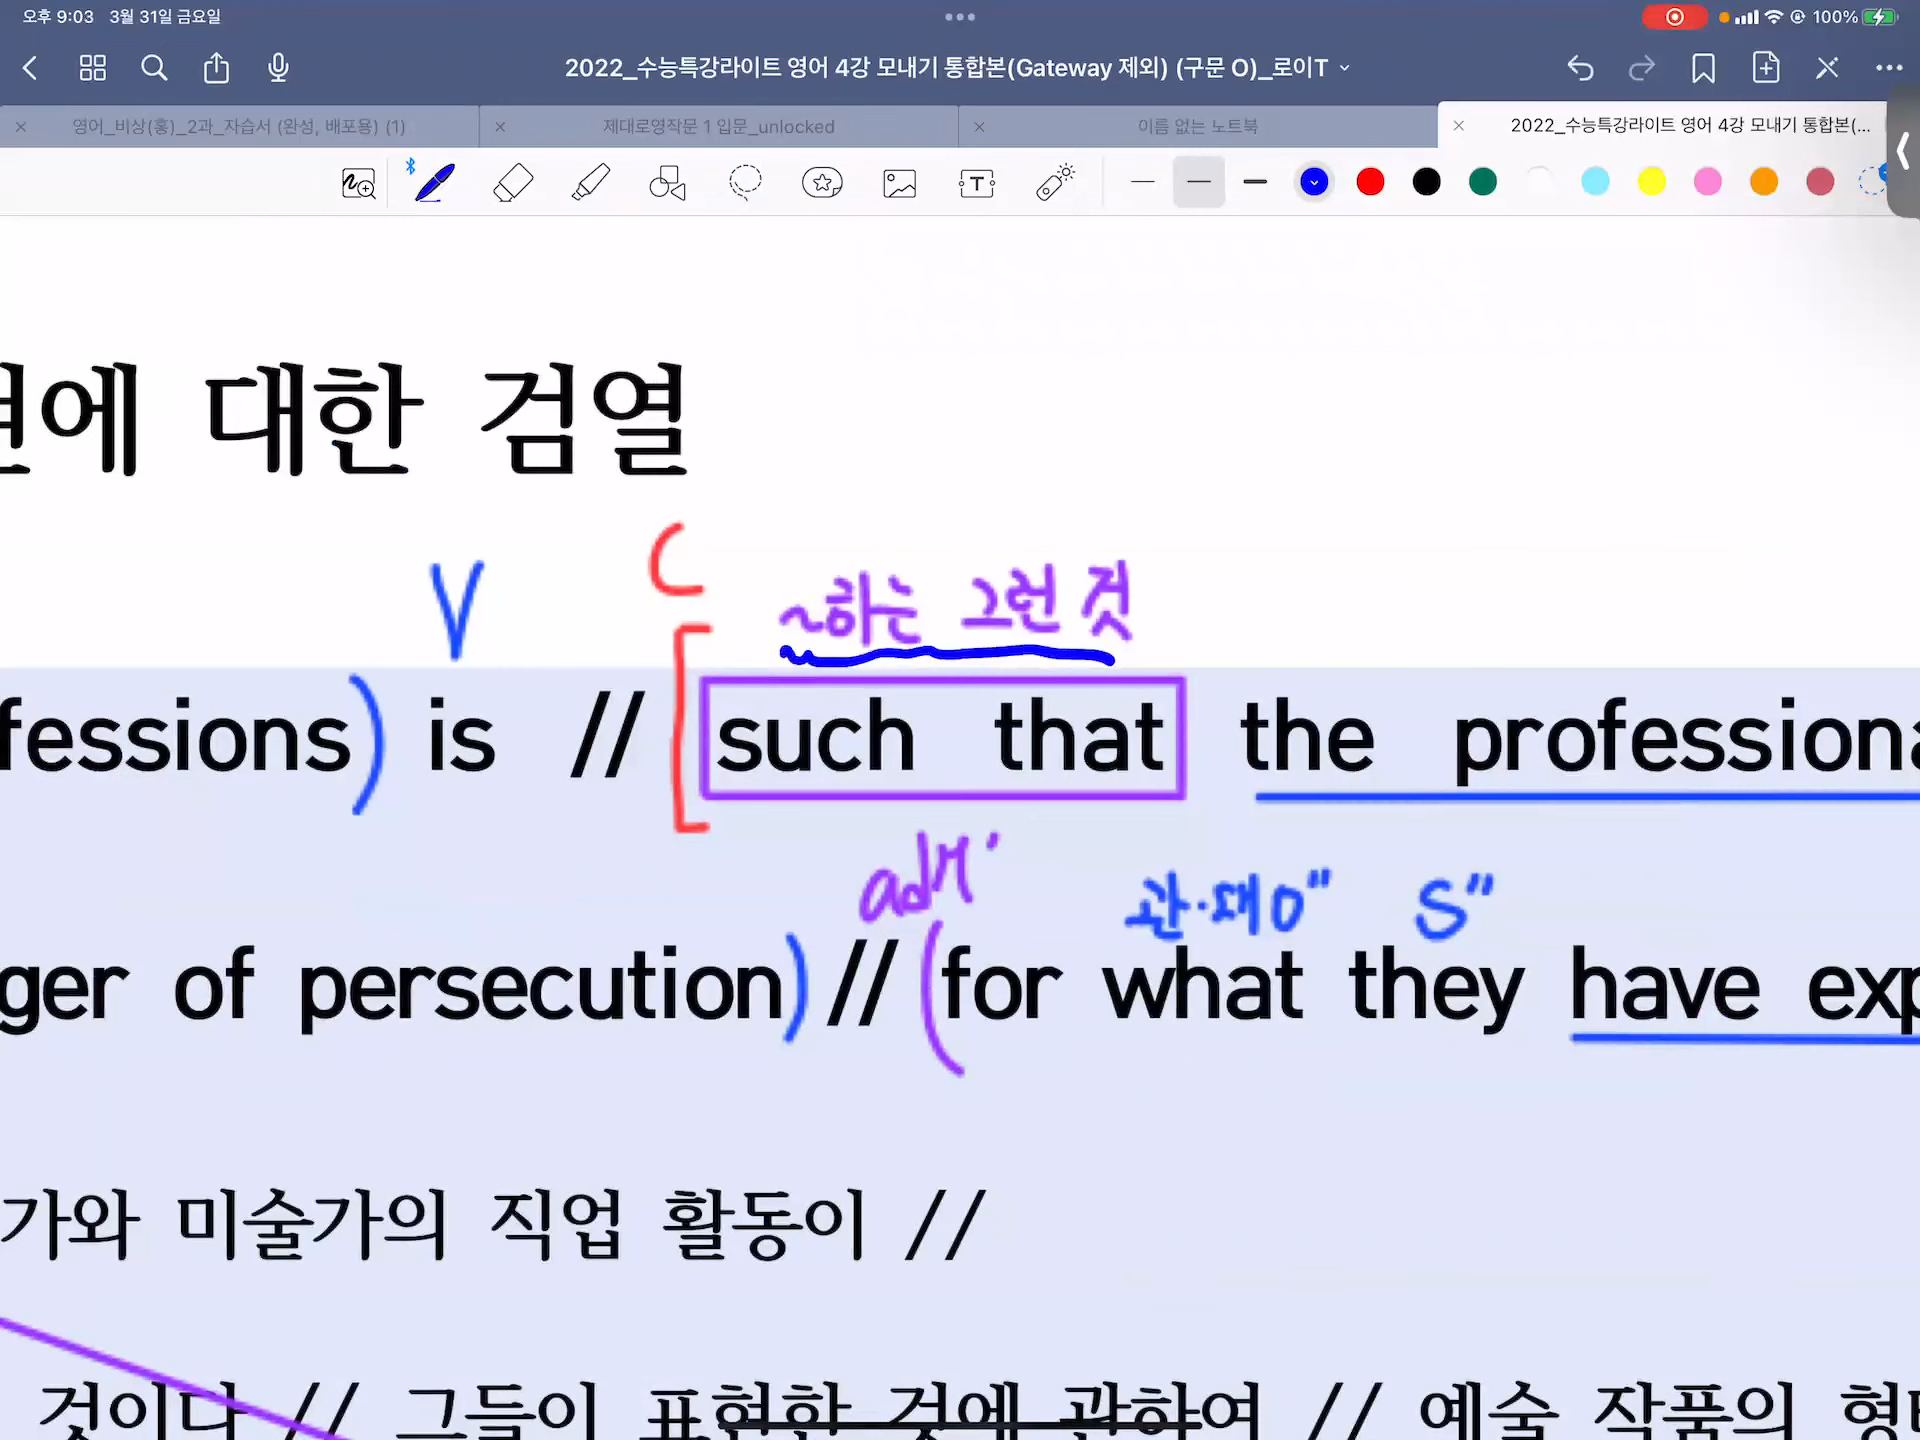 오후 9:03 3월 31일 금요일
100%
2022_수능특강라이트 영어 4강 모내기 통합본(Gateway 제외) (구문 O)_로이T
영어_비상(홍)_2과_자습서 (완성, 배포용) (1)
제대로영작문 1 입문_unlocked
이름 없는 노트북
2022_수능특강라이트 영어 4강 모내기 통합본(...
T
에 대한 검열
V C ~하는 그런 것
fessions) is // [such that the professiona
관·대O" S"
ger of persecution) // (for what they have exp
가와 미술가의 직업 활동이 //
것이다 // 그들이 표현한 것에 관하여 // 예술 작품의